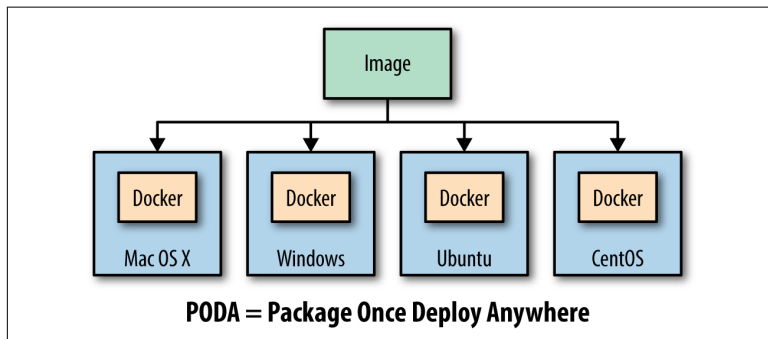 Image
Docker
Docker
Docker
Docker
Mac OS X
Windows
Ubuntu
CentOS
PODA = Package Once Deploy Anywhere